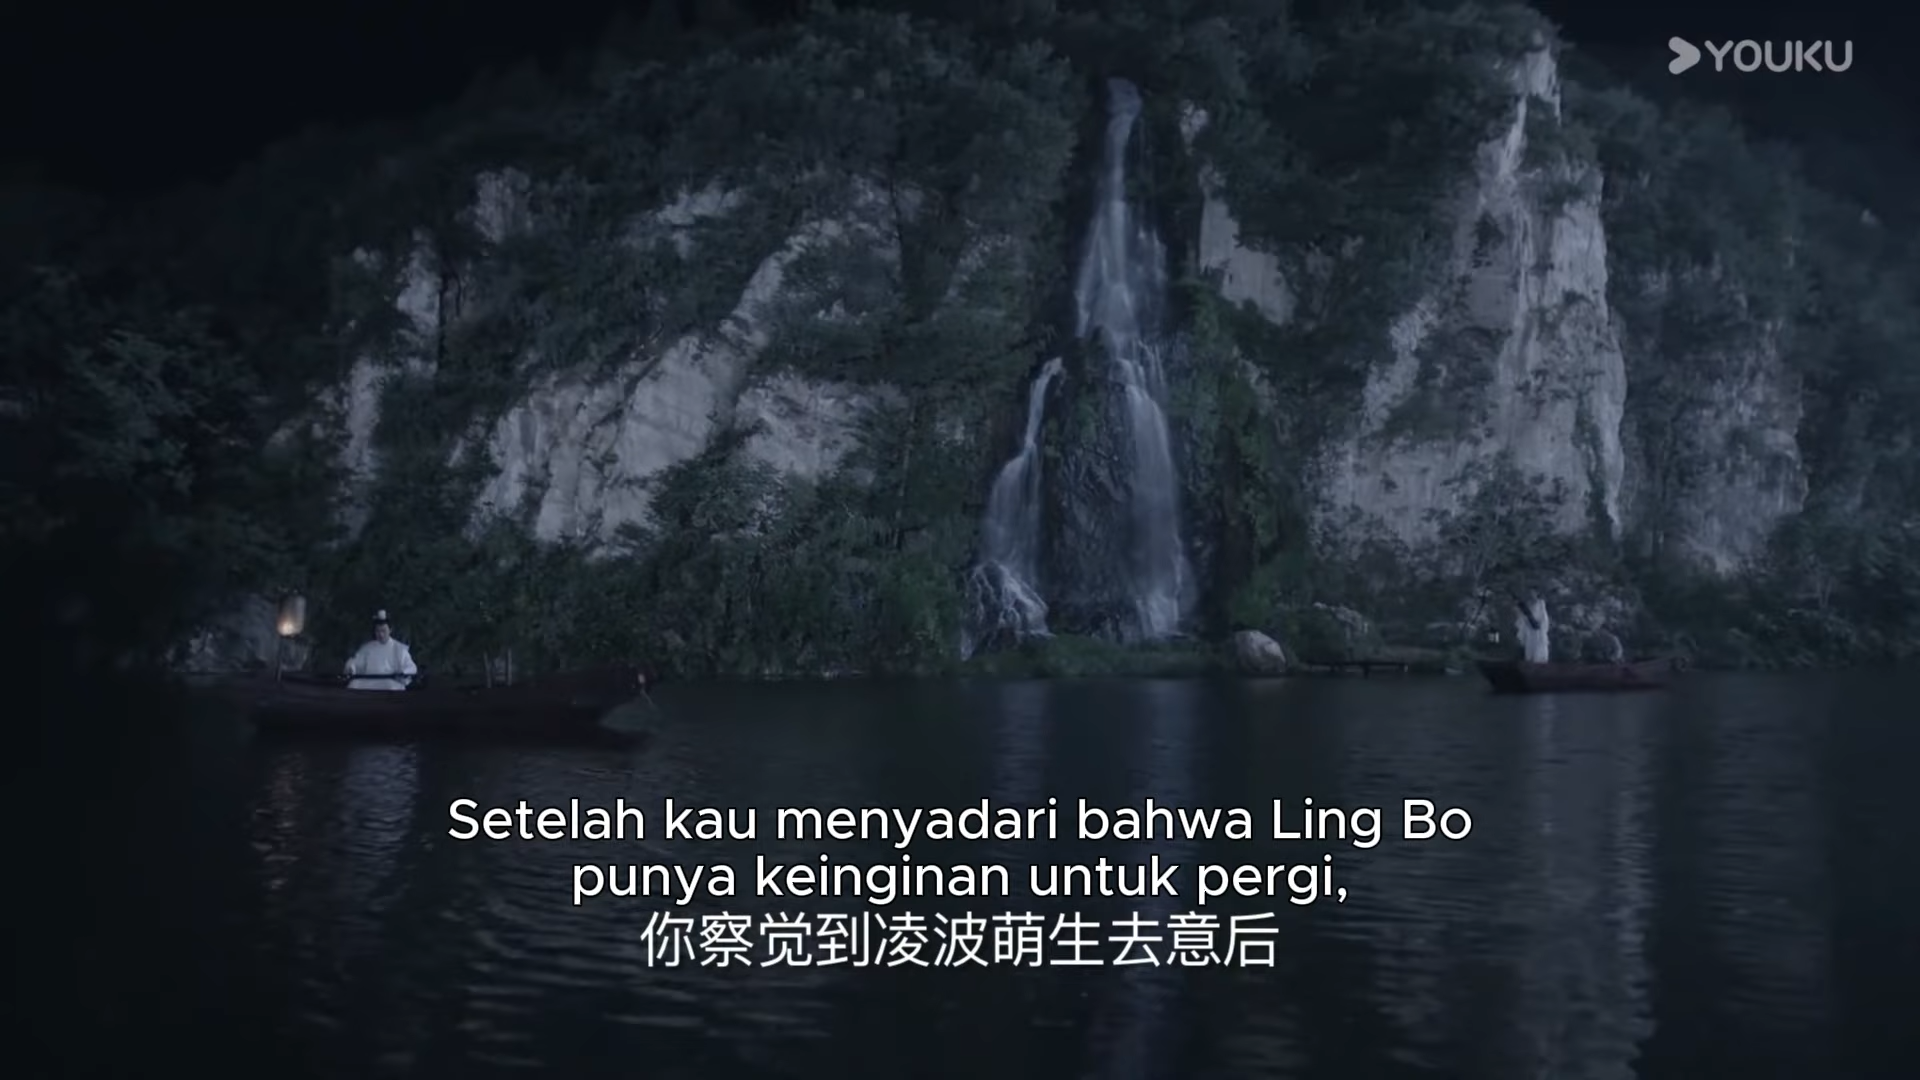 YOUKU
Setelah kau menyadari bahwa Ling Bo
punya keinginan untuk pergi,
你察觉到凌波萌生去意后